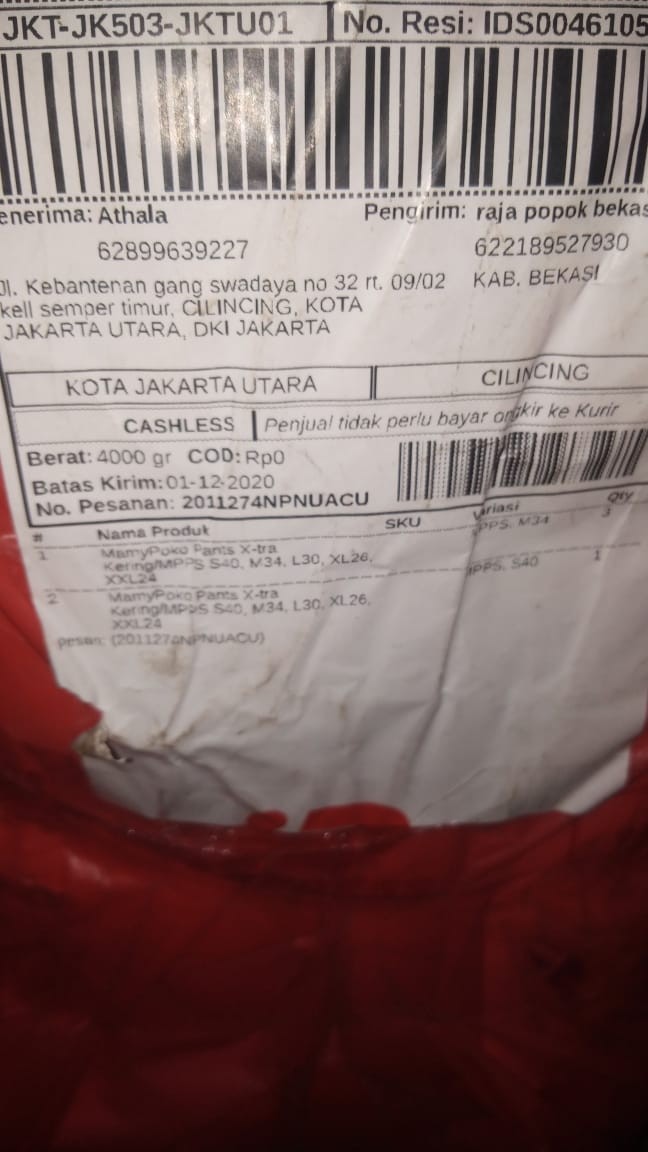 JKT-JK503-JKTU01 No. Resi: IDS0046105
enerima: Athala Pengirim: raja popok bekas
62899639227 622189527930
Jl. Kebantenan gang swadaya no 32 rt. 09/02 KAB. BEKASI
kell semper timur, CILINCING, KOTA
JAKARTA UTARA, DKI JAKARTA
KOTA JAKARTA UTARA CILINCING
CASHLESS Penjual tidak perlu bayar ongkir ke Kurir
Berat: 4000 gr COD: Rp0
Batas Kirim: 01-12-2020
No. Pesanan: 2011274NPNUACU
# Nama Produk SKU Variasi Qty
1 MamyPoko Pants X-tra MPPS, M34 3
Kering/MPPS S40, M34, L30, XL26,
XXL24
2 MamyPoko Pants X-tra MPPS, S40 1
Kering/MPPS S40, M34, L30, XL26,
XXL24
pesan: (2011274NPNUACU)